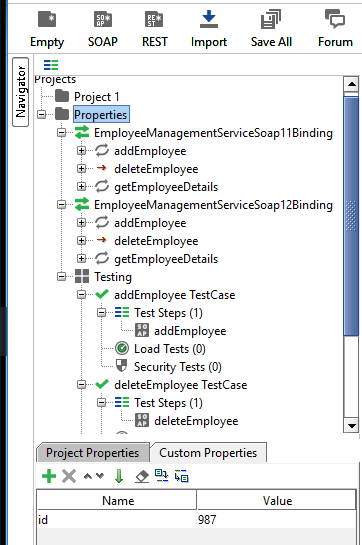 Empty SOAP REST Import Save All Forum
Navigator
Projects
Project 1
Properties
EmployeeManagementServiceSoap11Binding
addEmployee
deleteEmployee
getEmployeeDetails
EmployeeManagementServiceSoap12Binding
addEmployee
deleteEmployee
getEmployeeDetails
Testing
addEmployee TestCase
Test Steps (1)
addEmployee
Load Tests (0)
Security Tests (0)
deleteEmployee TestCase
Test Steps (1)
deleteEmployee
Project Properties Custom Properties
Name Value
id 987